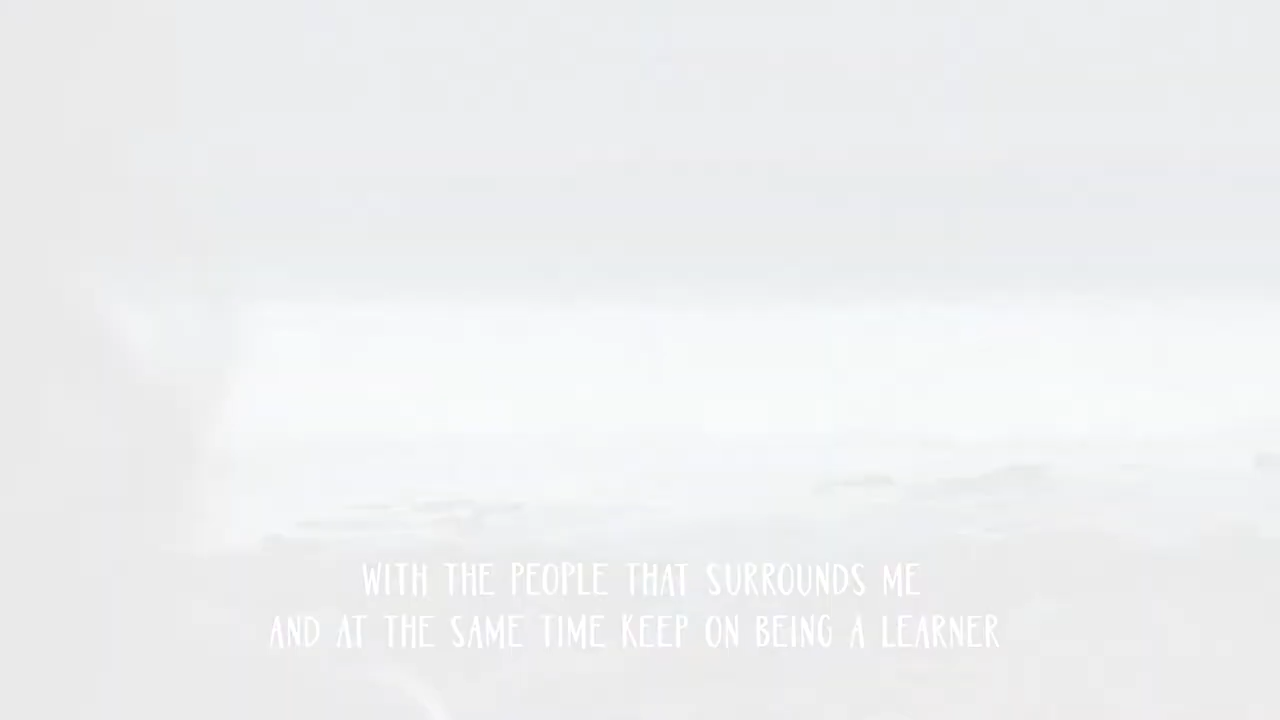 WITH THE PEOPLE THAT SURROUNDS ME
AND AT THE SAME TIME KEEP ON BEING A LEARNER